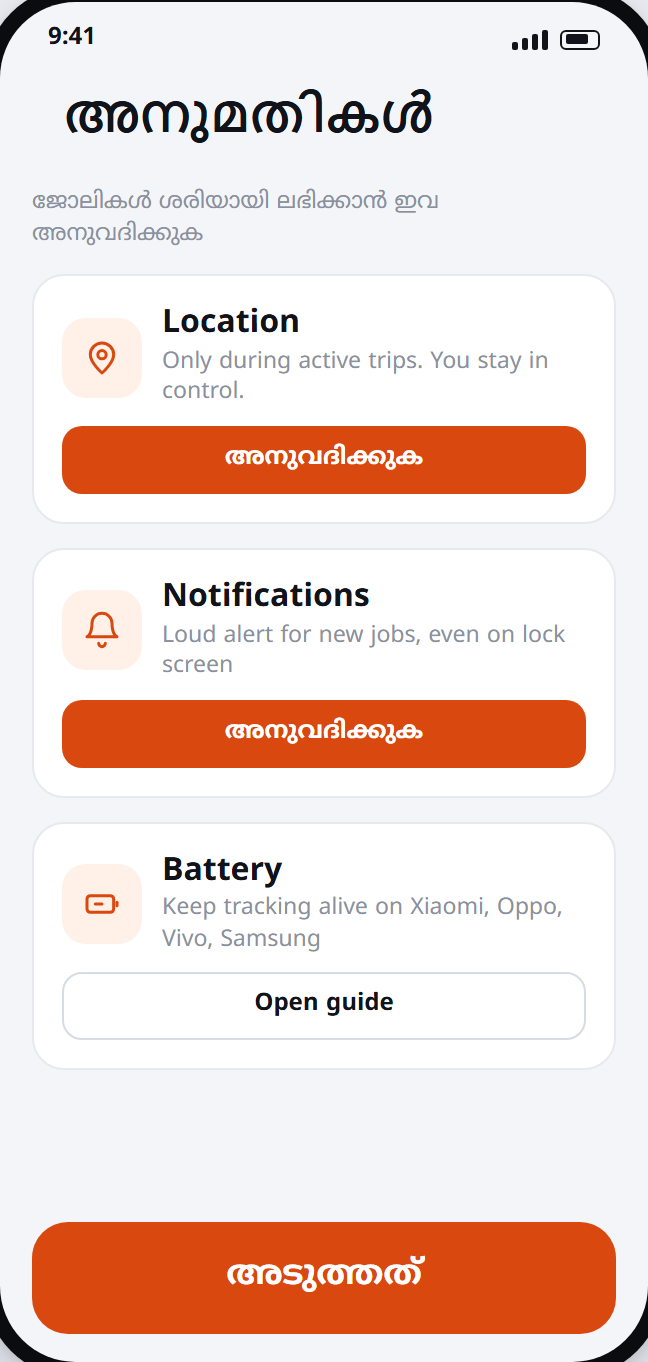 9:41
അനുമതികൾ
ജോലികൾ ശരിയായി ലഭിക്കാൻ ഇവ
അനുവദിക്കുക
Location
Only during active trips. You stay in
control.
അനുവദിക്കുക
Notifications
Loud alert for new jobs, even on lock
screen
അനുവദിക്കുക
Battery
Keep tracking alive on Xiaomi, Oppo,
Vivo, Samsung
Open guide
അടുത്തത്